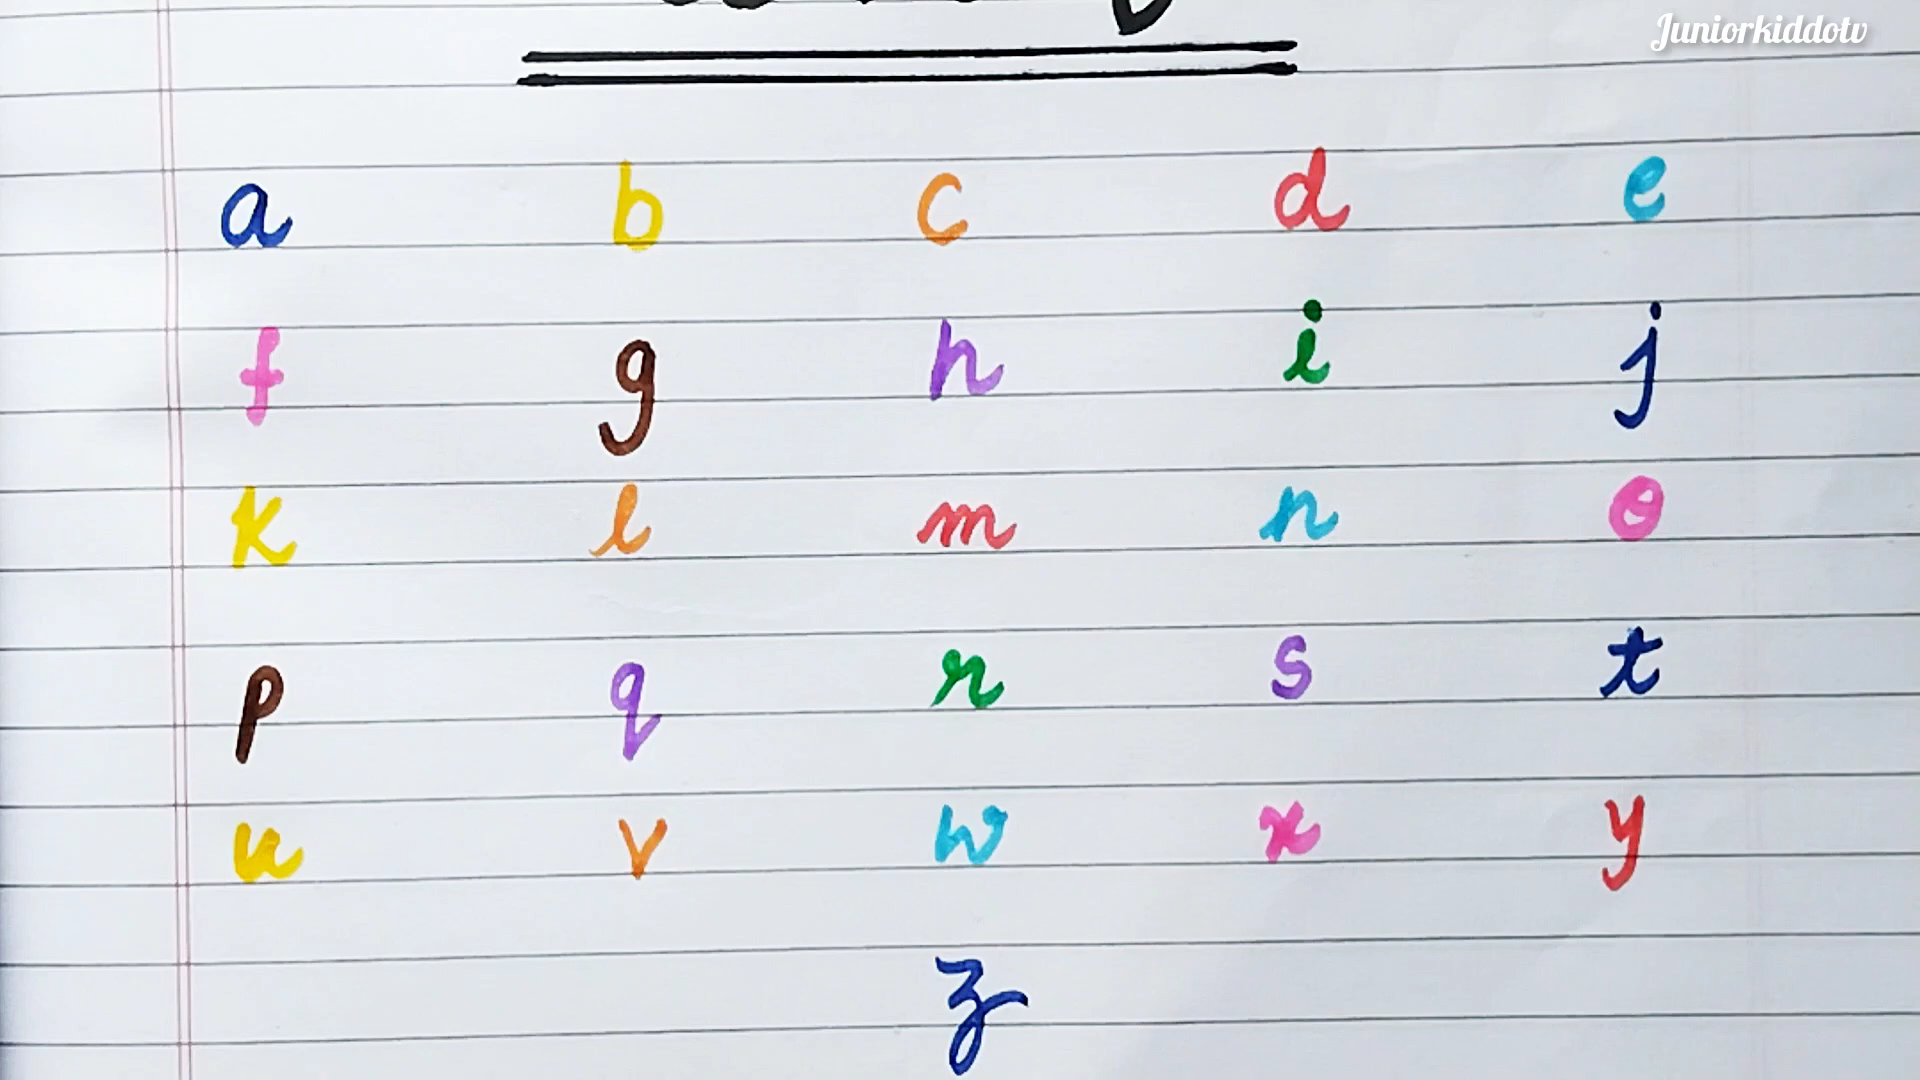 Juniorkiddotv
a b c d e
f g h i j
k l m n o
p q r s t
u v w x y
z